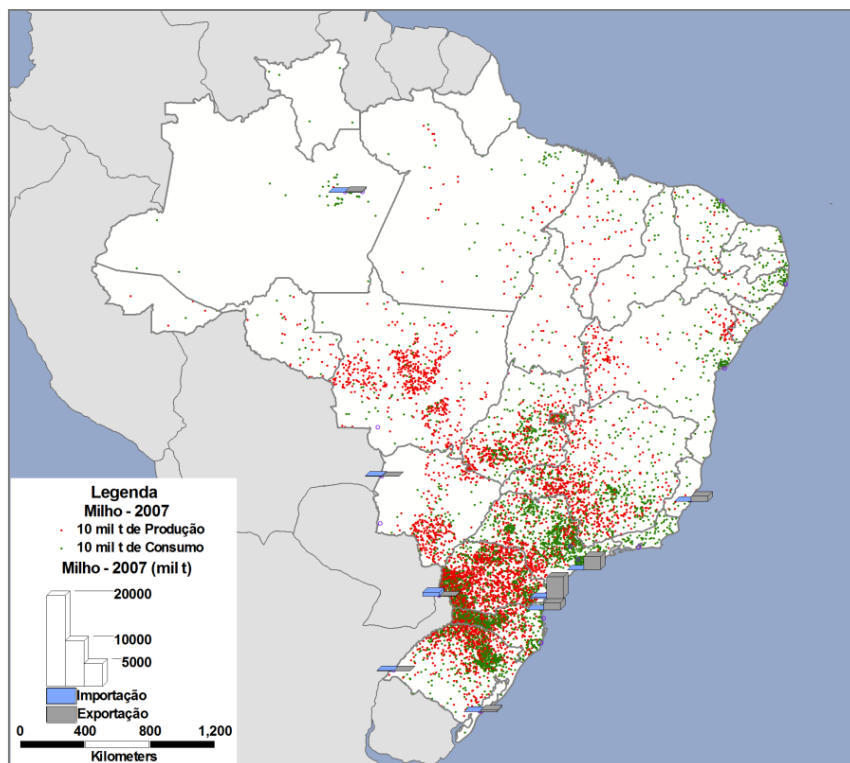 Legenda
Milho - 2007
10 mil t de Produção
10 mil t de Consumo
Milho - 2007 (mil t)
20000
10000
5000
Importação
Exportação
0 400 800 1,200
Kilometers